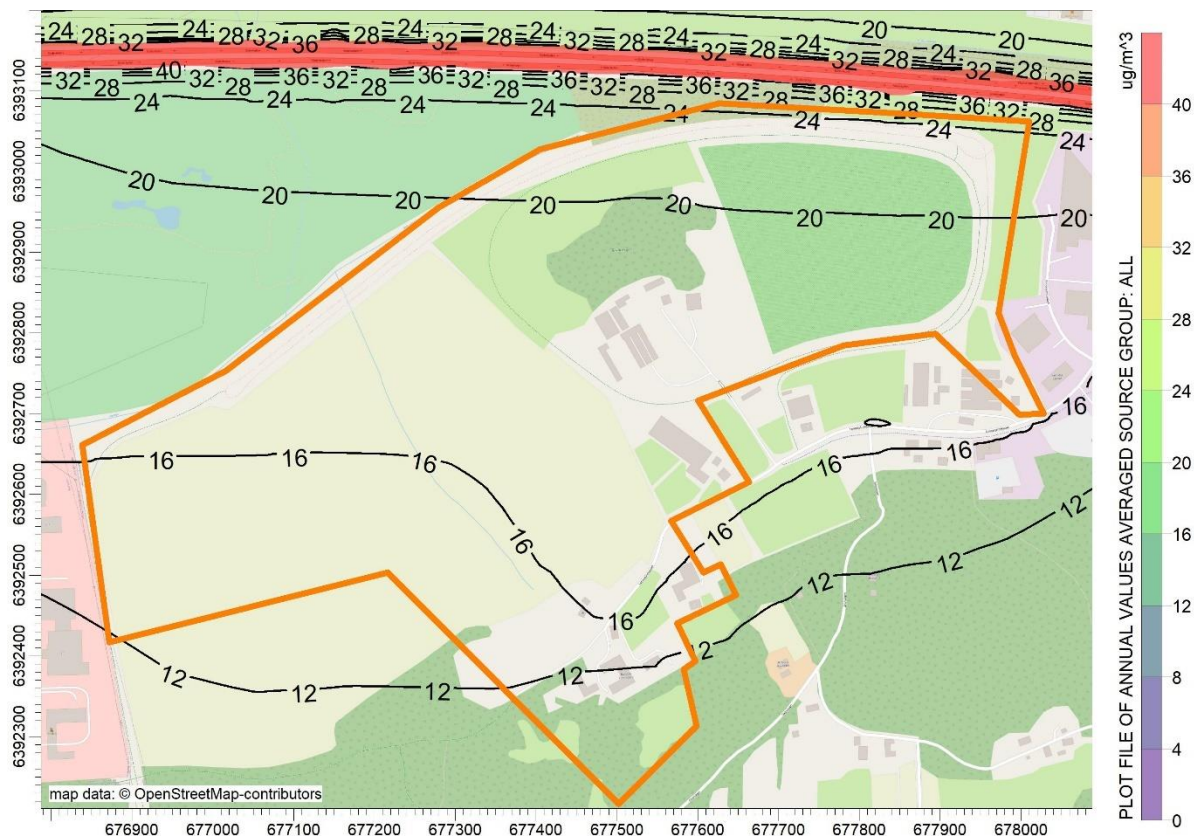 24 24 24 24 24 20
28 28 28 28 28 28 24 20
32 32 32 32 32 32 28
36 36 36 36 36 32 24
40 36
32 28 32 36 28 32 36 28 32 36 28 32 36 28 32 36 28
24 24 24 24 24 24 24
20 20 20 20 20 20 20 20
16 16 16 16 16 16 16 16 16
12 12 12 12 12 12 12 12
6393100
6393000
6392900
6392800
6392700
6392600
6392500
6392400
6392300
map data: © OpenStreetMap-contributors
676900 677000 677100 677200 677300 677400 677500 677600 677700 677800 677900 678000
PLOT FILE OF ANNUAL VALUES AVERAGED SOURCE GROUP: ALL
ug/m^3
40
36
32
28
24
20
16
12
8
4
0